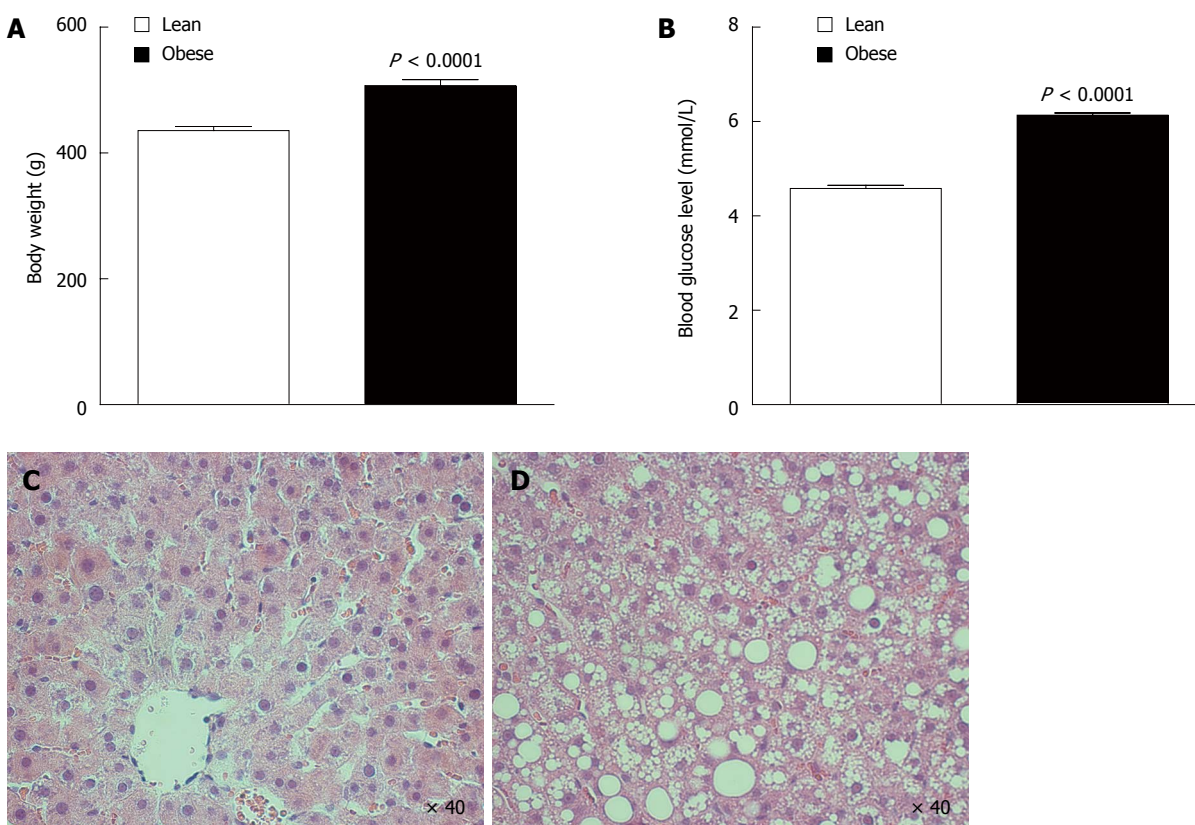 A
Lean
Obese
P < 0.0001
Body weight (g)
600
400
200
0
B
Lean
Obese
P < 0.0001
Blood glucose level (mmol/L)
8
6
4
2
0
C
× 40
D
× 40